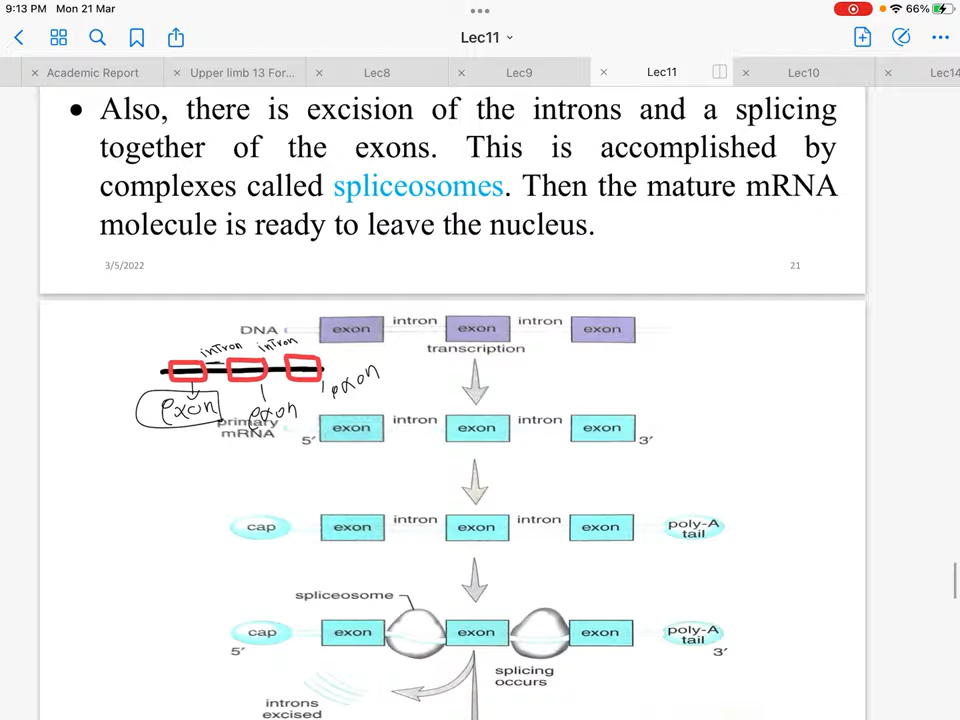 9:13 PM Mon 21 Mar
66%
Lec11
Academic Report
Upper limb 13 For...
Lec8
Lec9
Lec11
Lec10
Lec14
• Also, there is excision of the introns and a splicing
together of the exons. This is accomplished by
complexes called spliceosomes. Then the mature mRNA
molecule is ready to leave the nucleus.
3/5/2022
21
DNA exon intron exon intron exon
transcription
intron intron
exon exon exon
primary
mRNA 5′ exon intron exon intron exon 3′
cap exon intron exon intron exon poly-A
tail
spliceosome
cap exon exon exon poly-A
tail
5′ 3′
splicing
occurs
introns
excised